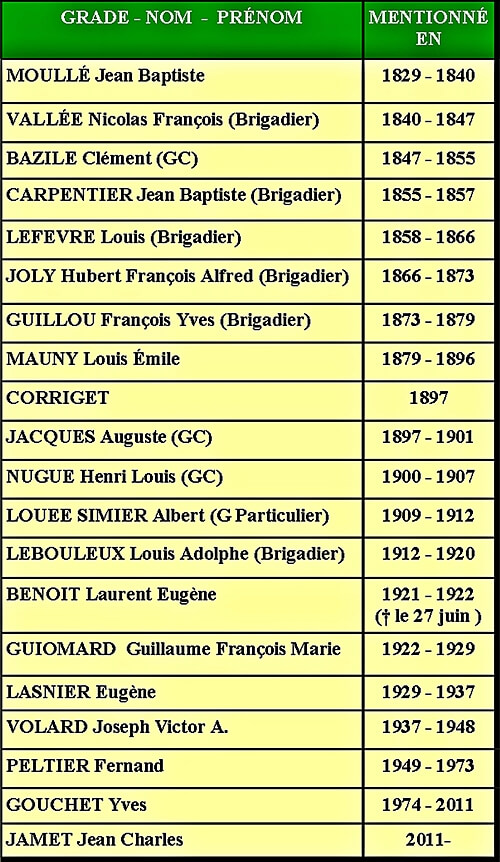 GRADE - NOM - PRÉNOM MENTIONNÉ EN
MOULLÉ Jean Baptiste 1829 - 1840
VALLÉE Nicolas François (Brigadier) 1840 - 1847
BAZILE Clément (GC) 1847 - 1855
CARPENTIER Jean Baptiste (Brigadier) 1855 - 1857
LEFEVRE Louis (Brigadier) 1858 - 1866
JOLY Hubert François Alfred (Brigadier) 1866 - 1873
GUILLOU François Yves (Brigadier) 1873 - 1879
MAUNY Louis Émile 1879 - 1896
CORRIGET 1897
JACQUES Auguste (GC) 1897 - 1901
NUGUE Henri Louis (GC) 1900 - 1907
LOUEE SIMIER Albert (G Particulier) 1909 - 1912
LEBOULEUX Louis Adolphe (Brigadier) 1912 - 1920
BENOIT Laurent Eugène 1921 - 1922
(† le 27 juin )
GUIOMARD Guillaume François Marie 1922 - 1929
LASNIER Eugène 1929 - 1937
VOLARD Joseph Victor A. 1937 - 1948
PELTIER Fernand 1949 - 1973
GOUCHET Yves 1974 - 2011
JAMET Jean Charles 2011-